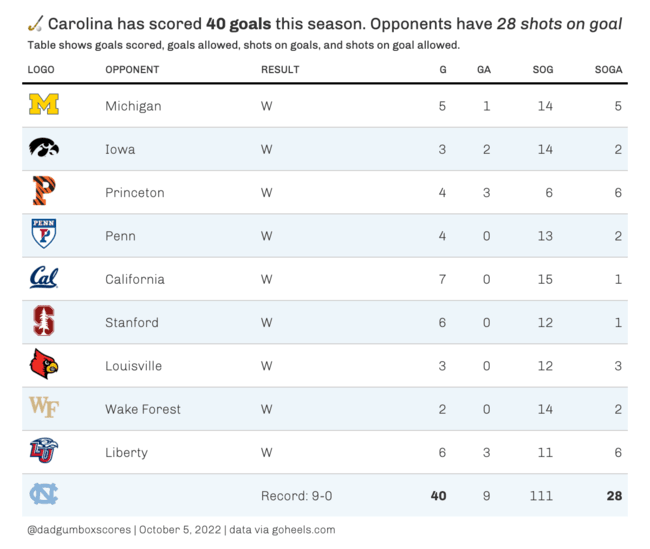 Carolina has scored 40 goals this season. Opponents have 28 shots on goal
Table shows goals scored, goals allowed, shots on goals, and shots on goal allowed.
LOGO OPPONENT RESULT G GA SOG SOGA
M Michigan W 5 1 14 5
Iowa W 3 2 14 2
P Princeton W 4 3 6 6
PENN P Penn W 4 0 13 2
Cal California W 7 0 15 1
S Stanford W 6 0 12 1
Louisville W 3 0 12 3
WF Wake Forest W 2 0 14 2
LU Liberty W 6 3 11 6
NC Record: 9-0 40 9 111 28
@dadgumboxscores | October 5, 2022 | data via goheels.com